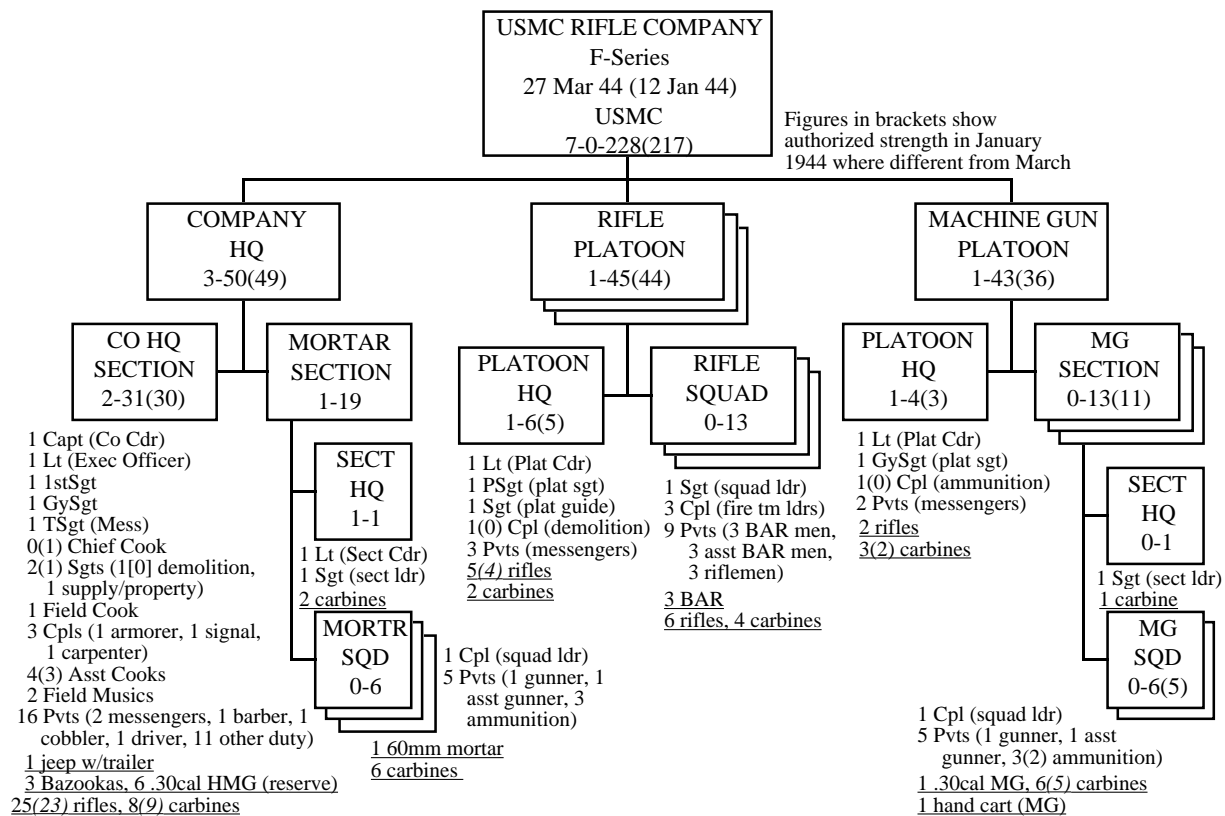 USMC RIFLE COMPANY
F-Series
27 Mar 44 (12 Jan 44)
USMC
7-0-228(217)
Figures in brackets show
authorized strength in January
1944 where different from March
COMPANY
HQ
3-50(49)
RIFLE
PLATOON
1-45(44)
MACHINE GUN
PLATOON
1-43(36)
CO HQ
SECTION
2-31(30)
MORTAR
SECTION
1-19
PLATOON
HQ
1-6(5)
RIFLE
SQUAD
0-13
PLATOON
HQ
1-4(3)
MG
SECTION
0-13(11)
1 Capt (Co Cdr)
1 Lt (Exec Officer)
1 1stSgt
1 GySgt
1 TSgt (Mess)
0(1) Chief Cook
2(1) Sgts (1[0] demolition,
1 supply/property)
1 Field Cook
3 Cpls (1 armorer, 1 signal,
1 carpenter)
4(3) Asst Cooks
2 Field Musics
16 Pvts (2 messengers, 1 barber, 1
cobbler, 1 driver, 11 other duty)
1 jeep w/trailer
3 Bazookas, 6 .30cal HMG (reserve)
25(23) rifles, 8(9) carbines
SECT
HQ
1-1
1 Lt (Sect Cdr)
1 Sgt (sect ldr)
2 carbines
MORTR
SQD
0-6
1 Cpl (squad ldr)
5 Pvts (1 gunner, 1
asst gunner, 3
ammunition)
1 60mm mortar
6 carbines
1 Lt (Plat Cdr)
1 PSgt (plat sgt)
1 Sgt (plat guide)
1(0) Cpl (demolition)
3 Pvts (messengers)
5(4) rifles
2 carbines
1 Sgt (squad ldr)
3 Cpl (fire tm ldrs)
9 Pvts (3 BAR men,
3 asst BAR men,
3 riflemen)
3 BAR
6 rifles, 4 carbines
1 Lt (Plat Cdr)
1 GySgt (plat sgt)
1(0) Cpl (ammunition)
2 Pvts (messengers)
2 rifles
3(2) carbines
SECT
HQ
0-1
1 Sgt (sect ldr)
1 carbine
MG
SQD
0-6(5)
1 Cpl (squad ldr)
5 Pvts (1 gunner, 1 asst
gunner, 3(2) ammunition)
1 .30cal MG, 6(5) carbines
1 hand cart (MG)